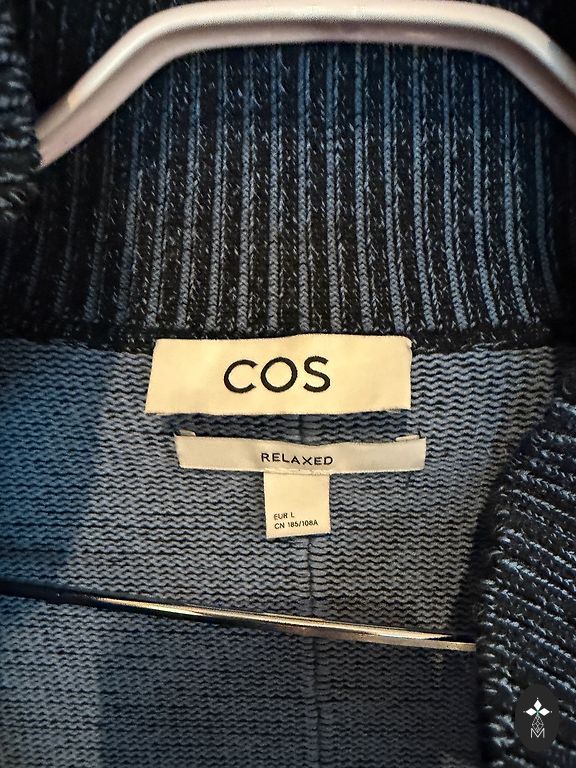 COS
RELAXED
EUR L
CN 185/108A
M